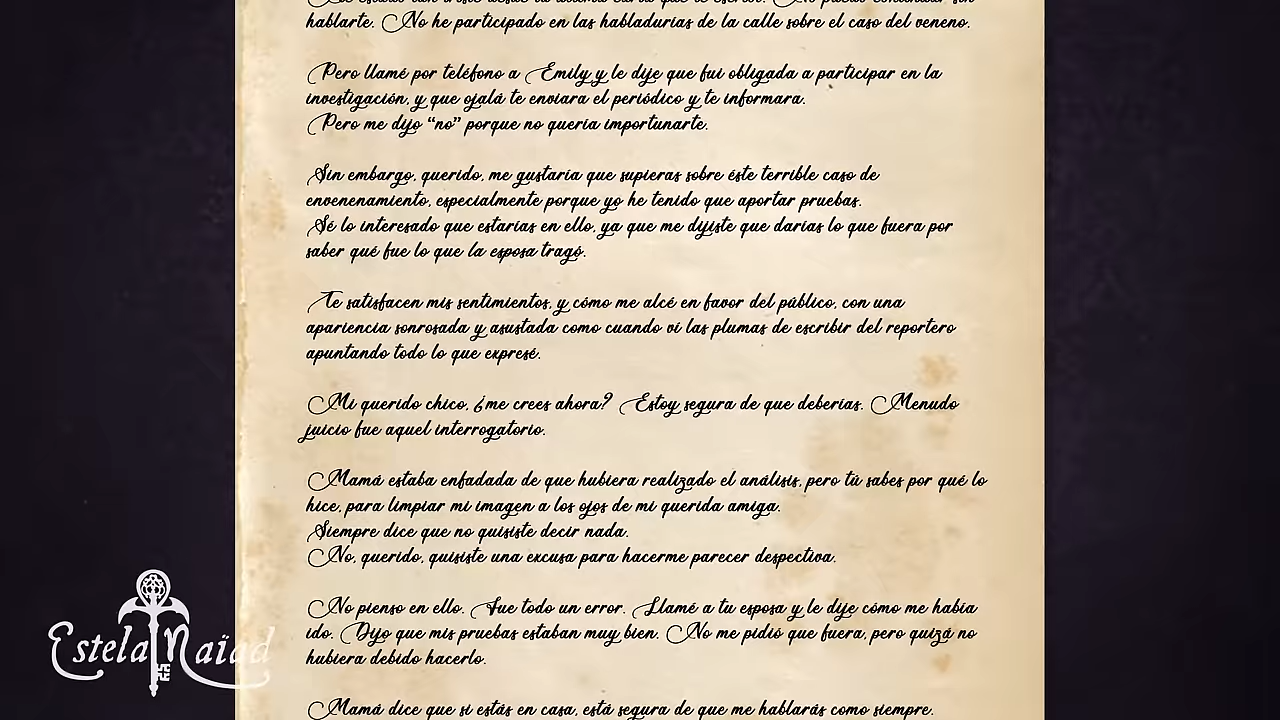 hablarte. No he participado en las habladurías de la calle sobre el caso del veneno.
Pero llamé por teléfono a Emily y le dije que fui obligada a participar en la
investigación, y que ojalá te enviara el periódico y te informara.
Pero me dijo “no” porque no quería importunarte.
Sin embargo, querido, me gustaría que supieras sobre éste terrible caso de
envenenamiento, especialmente porque yo he tenido que aportar pruebas.
Sé lo interesado que estarías en ello, ya que me dijiste que darías lo que fuera por
saber qué fue lo que la esposa tragó.
Te satisfacen mis sentimientos, y cómo me alcé en favor del público, con una
apariencia sonrosada y asustada como cuando vi las plumas de escribir del reportero
apuntando todo lo que expresé.
Mi querido chico, ¿me crees ahora? Estoy segura de que deberías. Menudo
juicio fue aquel interrogatorio.
Mamá estaba enfadada de que hubiera realizado el análisis, pero tú sabes por qué lo
hice, para limpiar mi imagen a los ojos de mi querida amiga.
Siempre dice que no quisiste decir nada.
No, querido, quisiste una excusa para hacerme parecer despectiva.
No pienso en ello. Fue todo un error. Llamé a tu esposa y le dije cómo me había
ido. Dijo que mis pruebas estaban muy bien. No me pidió que fuera, pero quizá no
hubiera debido hacerlo.
Mamá dice que si estás en casa, está segura de que me hablarás como siempre.
Estela Naïad